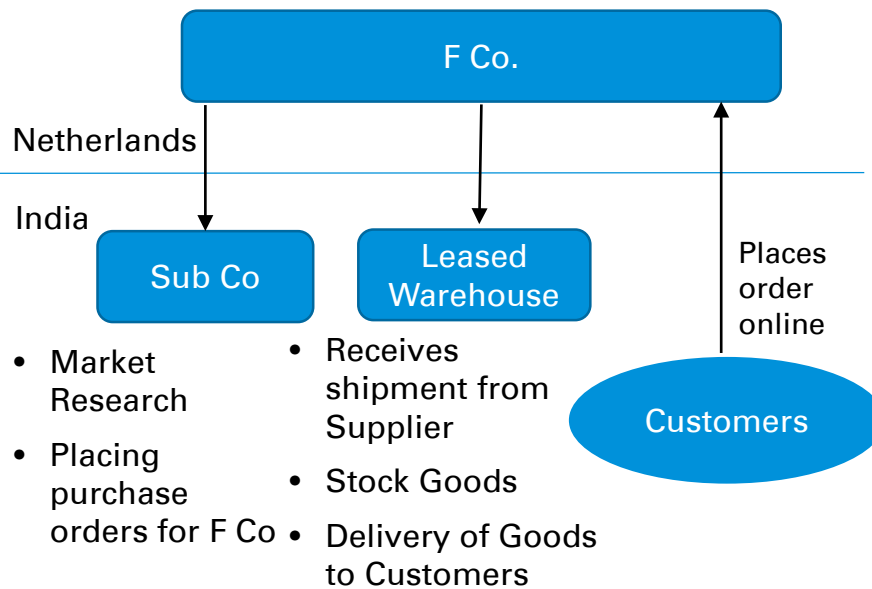 F Co.
Netherlands
India
Sub Co
Leased
Warehouse
Places
order
online
• Market
Research
• Placing
purchase
orders for F Co
• Receives
shipment from
Supplier
• Stock Goods
• Delivery of Goods
to Customers
Customers